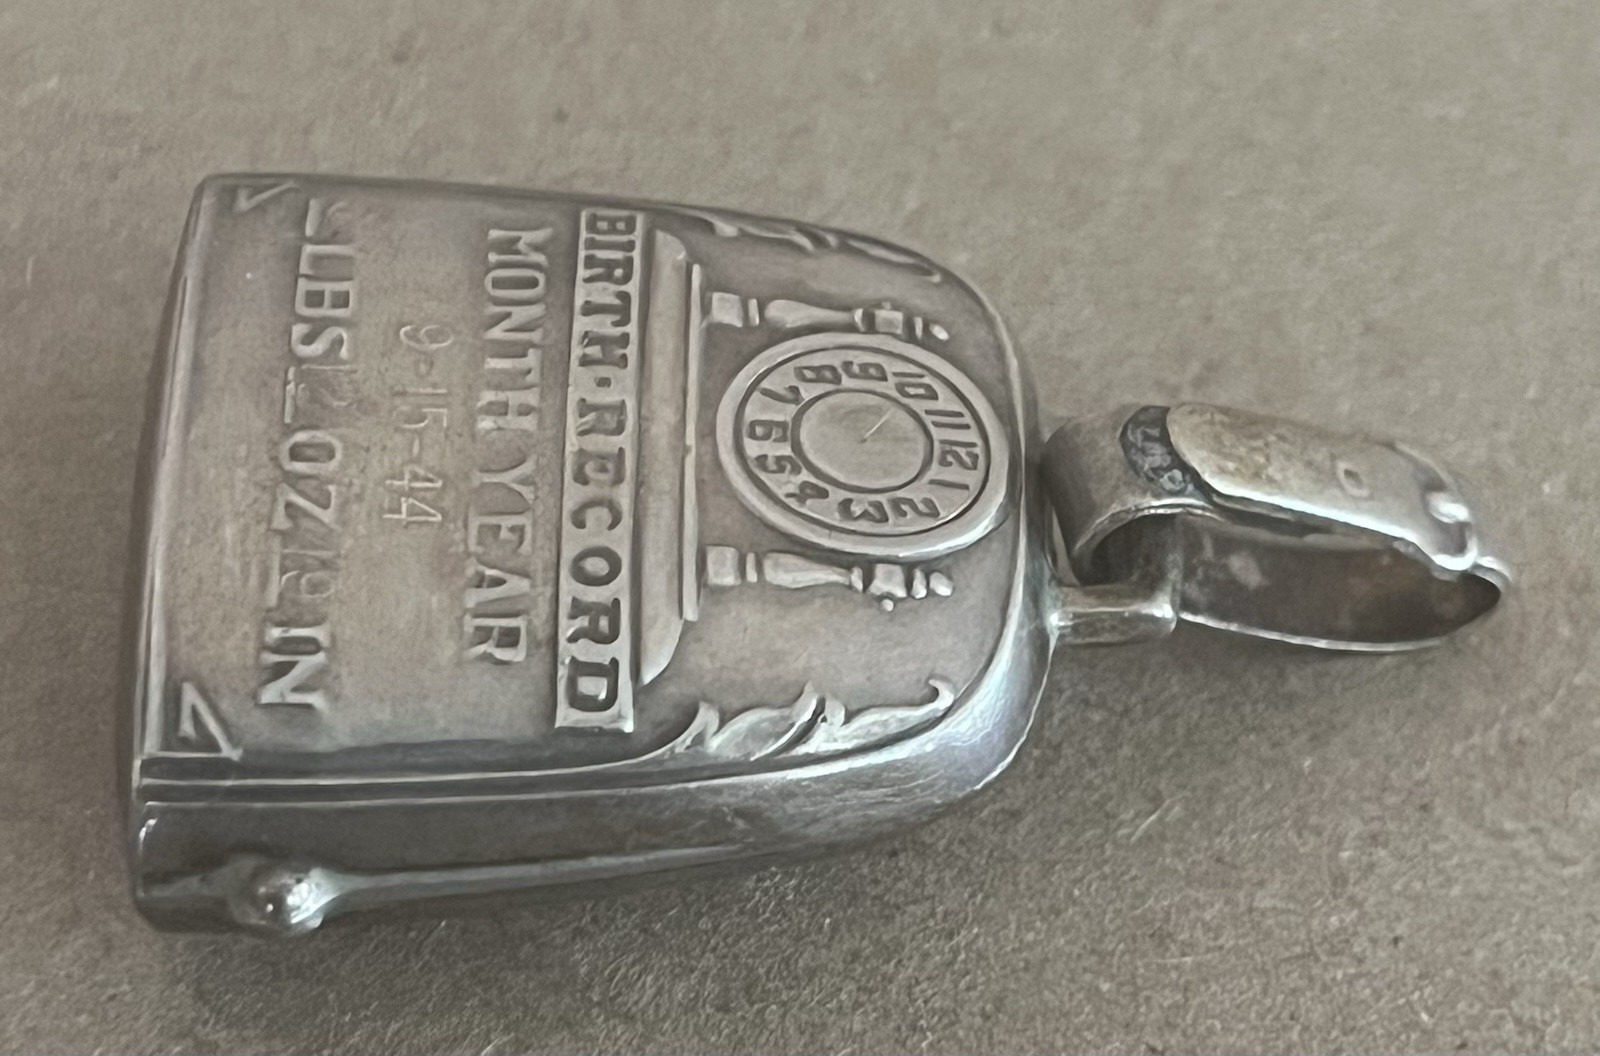 12 1 2 3 4 5 6 7 8 9 10 11
BIRTH·RECORD
MONTH YEAR
9-15-44
LBS 12 OZ 19 IN